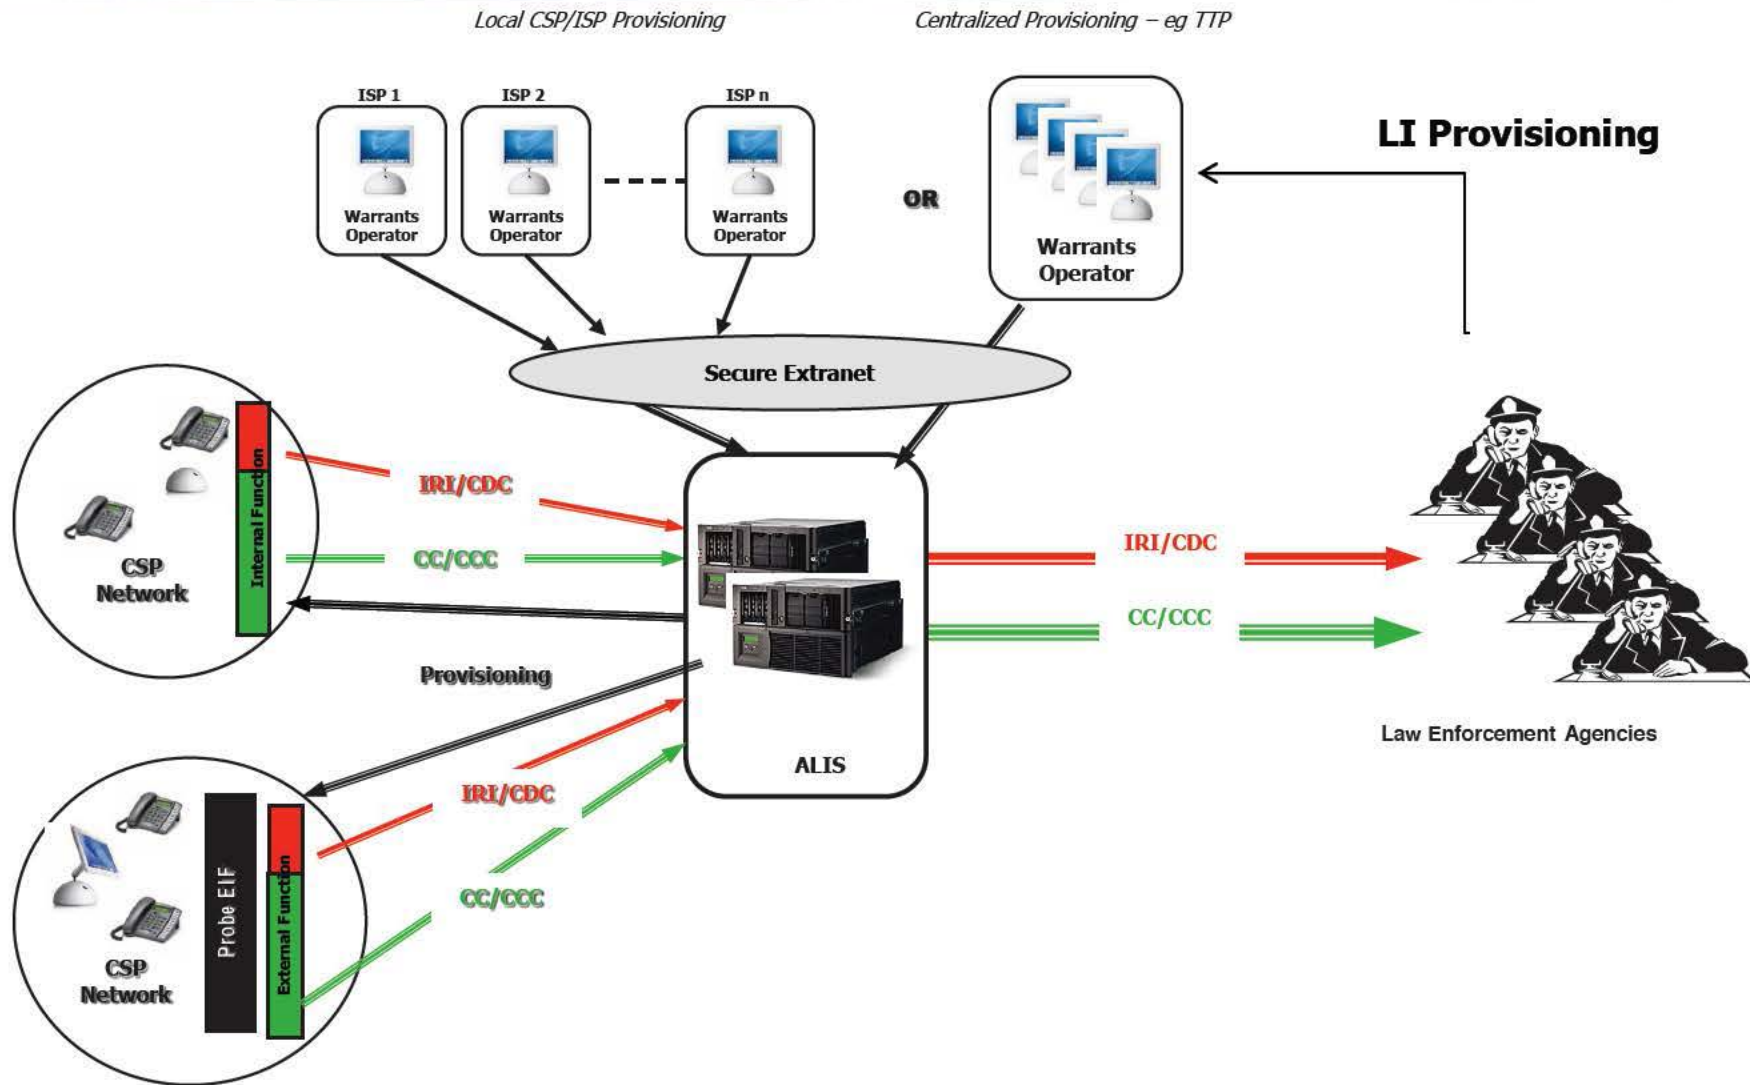 Local CSP/ISP Provisioning
Centralized Provisioning – eg TTP
ISP 1
ISP 2
ISP n
Warrants
Operator
Warrants
Operator
Warrants
Operator
OR
Warrants
Operator
LI Provisioning
Secure Extranet
Internal Function
CSP
Network
IRI/CDC
CC/CCC
IRI/CDC
CC/CCC
Provisioning
ALIS
Law Enforcement Agencies
IRI/CDC
CC/CCC
Probe EIF
External Function
CSP
Network